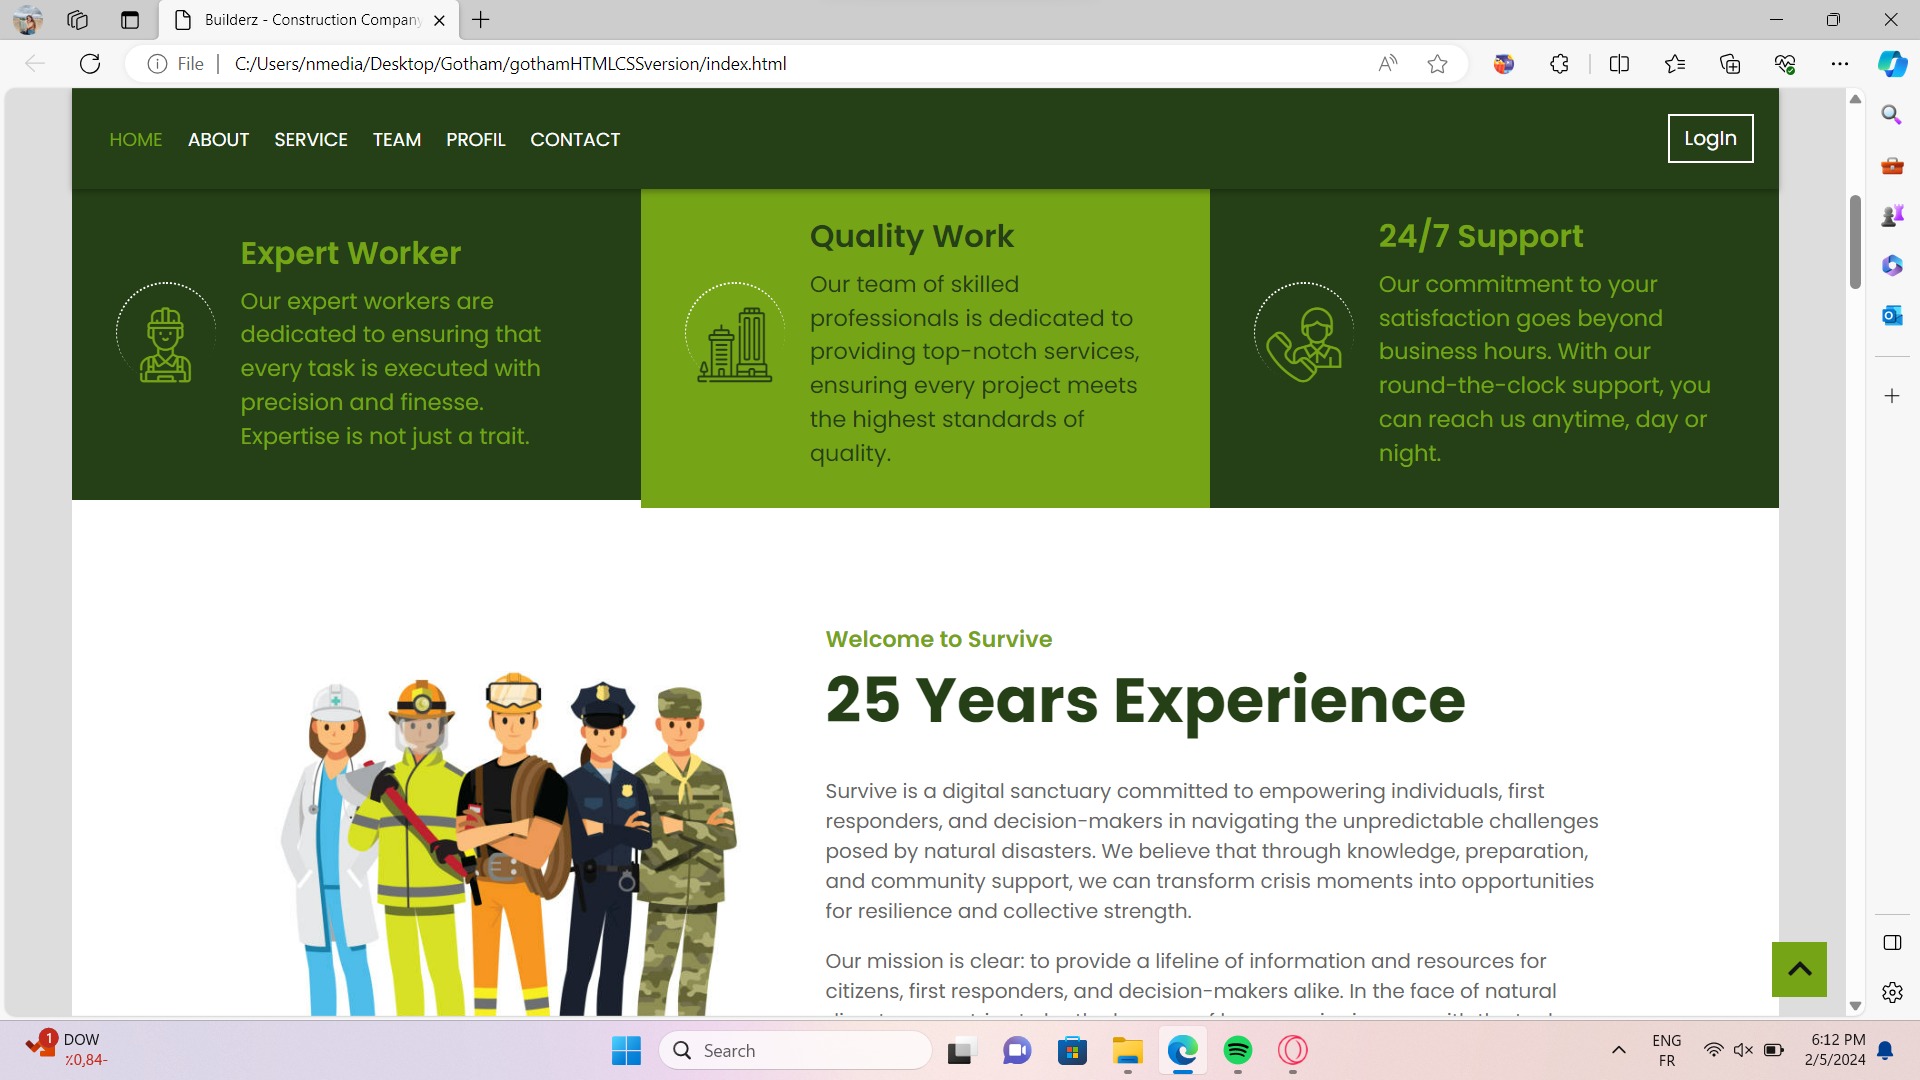 Builderz - Construction Company
File
C:/Users/nmedia/Desktop/Gotham/gothamHTMLCSSversion/index.html
HOME ABOUT SERVICE TEAM PROFIL CONTACT
LogIn
Expert Worker
Our expert workers are
dedicated to ensuring that
every task is executed with
precision and finesse.
Expertise is not just a trait.
Quality Work
Our team of skilled
professionals is dedicated to
providing top-notch services,
ensuring every project meets
the highest standards of
quality.
24/7 Support
Our commitment to your
satisfaction goes beyond
business hours. With our
round-the-clock support, you
can reach us anytime, day or
night.
Welcome to Survive
25 Years Experience
Survive is a digital sanctuary committed to empowering individuals, first
responders, and decision-makers in navigating the unpredictable challenges
posed by natural disasters. We believe that through knowledge, preparation,
and community support, we can transform crisis moments into opportunities
for resilience and collective strength.
Our mission is clear: to provide a lifeline of information and resources for
citizens, first responders, and decision-makers alike. In the face of natural
1
DOW
٪0,84-
Search
ENG
FR
6:12 PM
2/5/2024